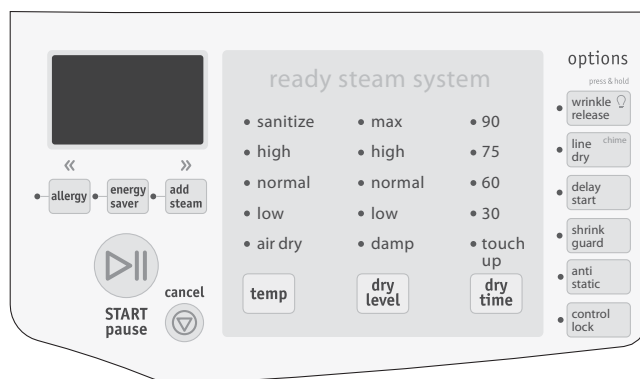 ready steam system
sanitize
high
normal
low
air dry
temp
max
high
normal
low
damp
dry
level
90
75
60
30
touch
up
dry
time
«
»
allergy
energy
saver
add
steam
START
pause
cancel
options
press & hold
wrinkle
release
line
dry
chime
delay
start
shrink
guard
anti
static
control
lock